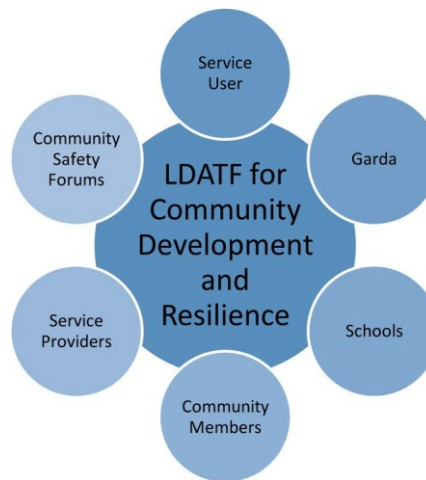 Service
User
Garda
Schools
Community
Members
Service
Providers
Community
Safety
Forums
LDATF for
Community
Development
and
Resilience